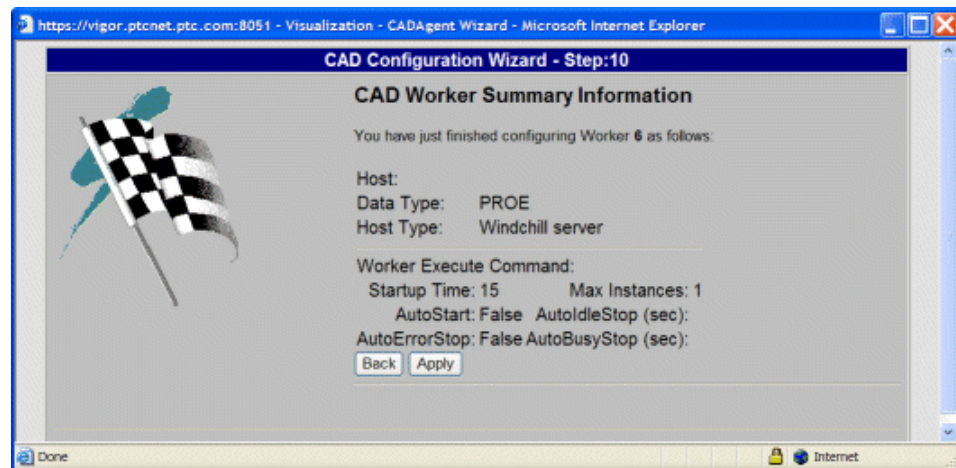 https://vigor.ptcnet.ptc.com:8051 - Visualization - CADAgent Wizard - Microsoft Internet Explorer
CAD Configuration Wizard - Step:10
CAD Worker Summary Information
You have just finished configuring Worker 6 as follows:
Host:
Data Type: PROE
Host Type: Windchill server
Worker Execute Command:
Startup Time: 15 Max Instances: 1
AutoStart: False AutoIdleStop (sec):
AutoErrorStop: False AutoBusyStop (sec):
Back Apply
Done Internet